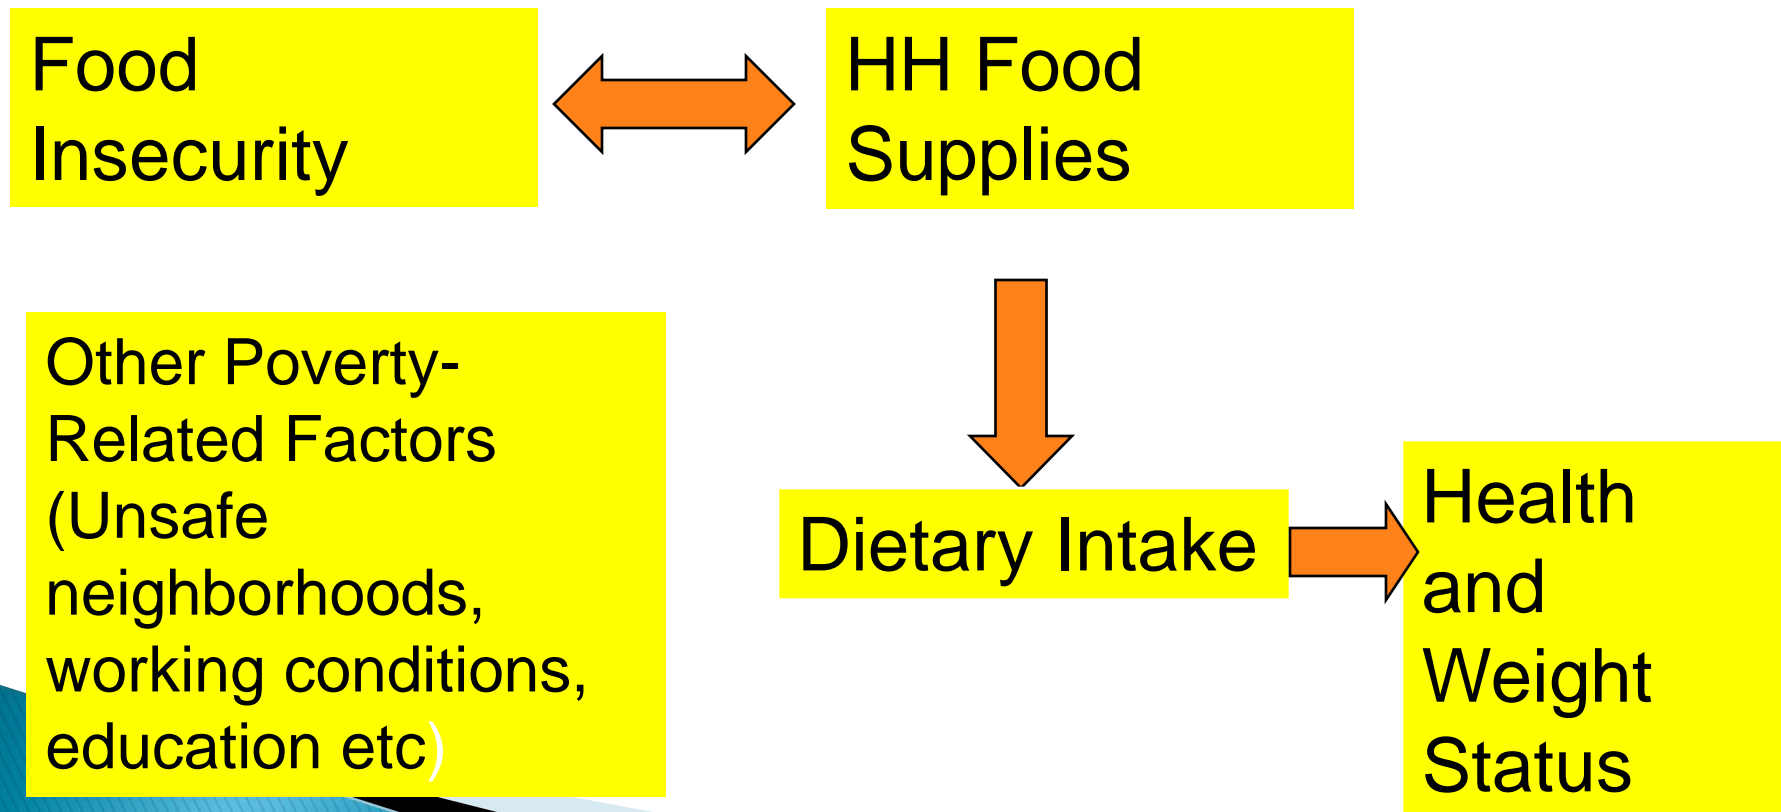 Food
Insecurity
HH Food
Supplies
Other Poverty-
Related Factors
(Unsafe
neighborhoods,
working conditions,
education etc)
Dietary Intake
Health
and
Weight
Status